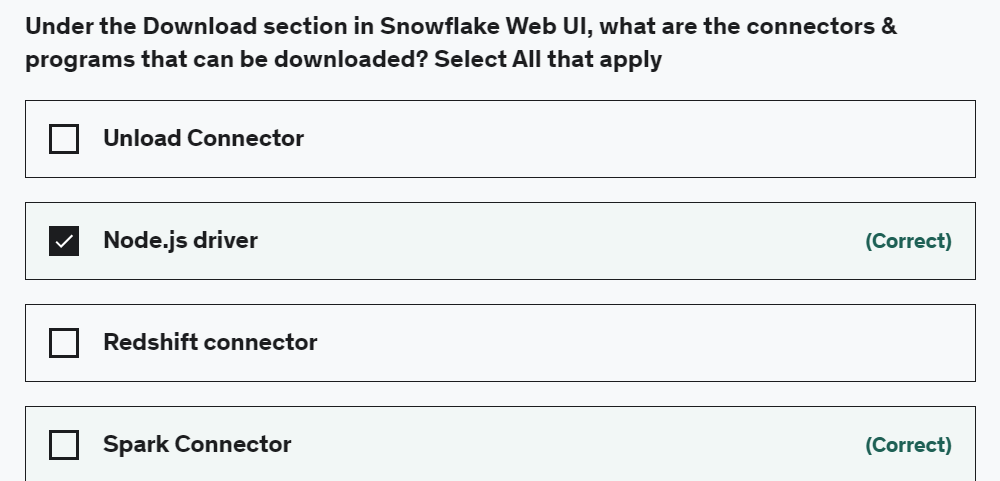 Under the Download section in Snowflake Web UI, what are the connectors &
programs that can be downloaded? Select All that apply
Unload Connector
Node.js driver (Correct)
Redshift connector
Spark Connector (Correct)